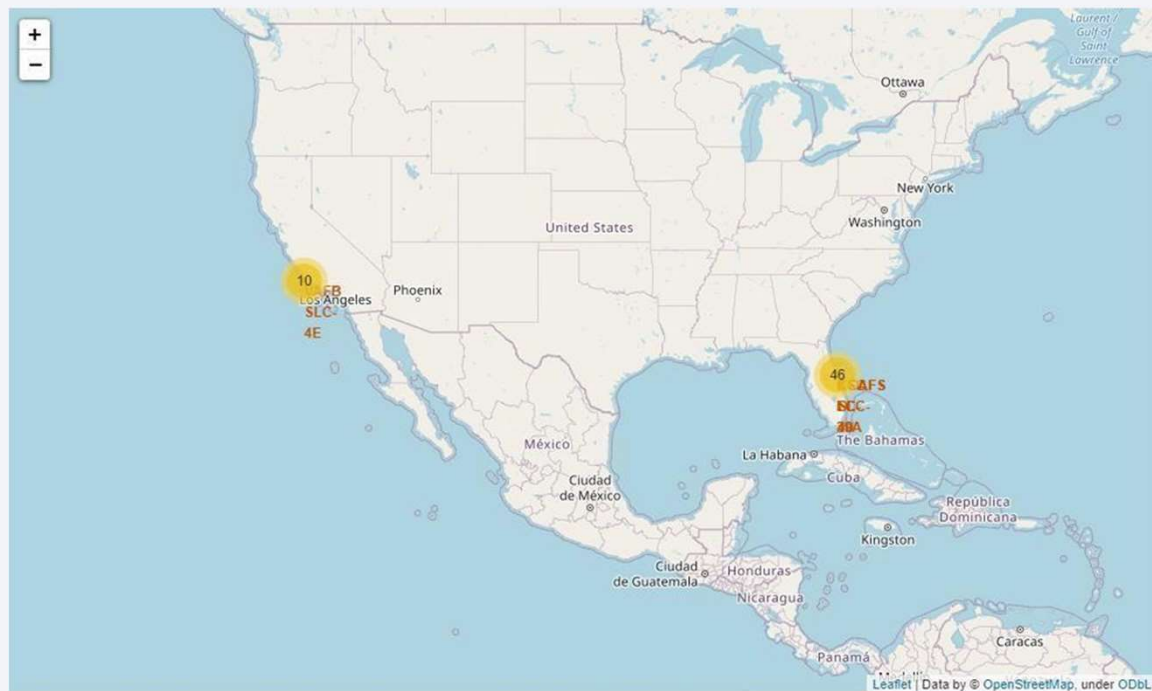 +
−
Laurent /
Gulf of
Saint
Lawrence
Ottawa
New York
Washington
United States
10
Los Angeles
SLC-
4E
Phoenix
46
The Bahamas
México
La Habana
Cuba
Ciudad
de México
República
Dominicana
Kingston
Ciudad
de Guatemala
Honduras
Nicaragua
Caracas
Panamá
Leaflet | Data by © OpenStreetMap, under ODbL